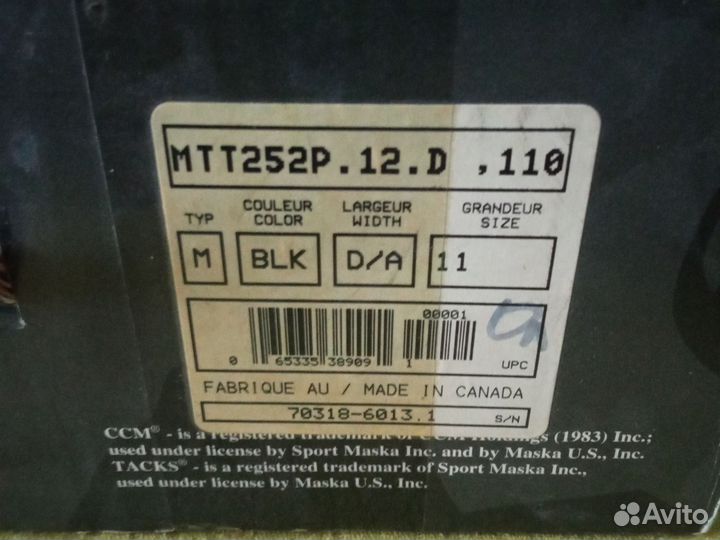 MTT252P.12.D ,110
TYP COULEUR COLOR LARGEUR WIDTH GRANDEUR SIZE
M BLK D/A 11
00001
0 65335 38909 1 UPC
FABRIQUE AU / MADE IN CANADA
70318-6013.1 S/N
CCM® - is a registered trademark of CCM Holdings (1983) Inc.;
used under license by Sport Maska Inc. and by Maska U.S., Inc.
TACKS® - is a registered trademark of Sport Maska Inc.,
used under license by Maska U.S., Inc.
Avito